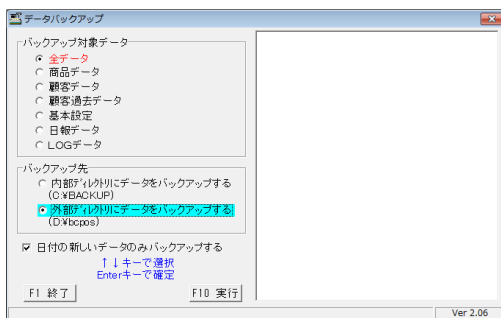 データバックアップ
バックアップ対象データ
全データ
商品データ
顧客データ
顧客過去データ
基本設定
日報データ
LOGデータ
バックアップ先
内部ディレクトリにデータをバックアップする
(C:¥BACKUP)
外部ディレクトリにデータをバックアップする
(D:¥bcpos)
日付の新しいデータのみバックアップする
↑↓キーで選択
Enterキーで確定
F1 終了
F10 実行
Ver 2.06